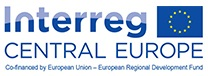 Interreg
CENTRAL EUROPE
Co-financed by European Union – European Regional Development Fund